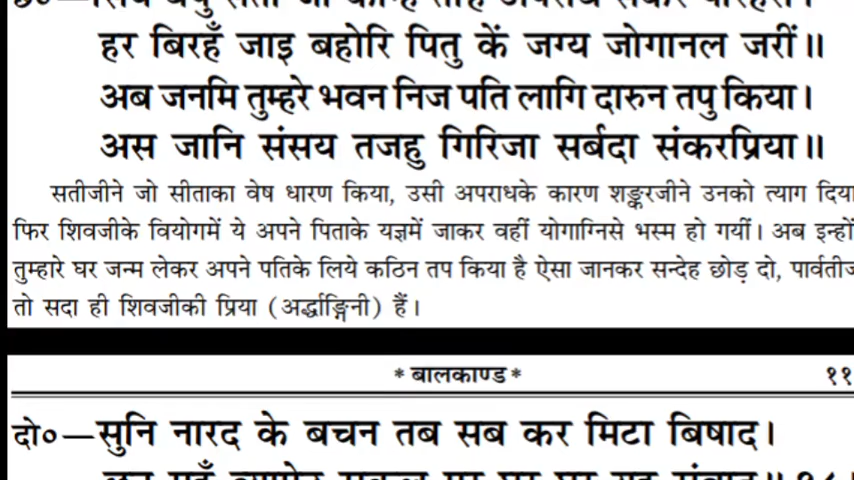 हर बिरहँ जाइ बहोरि पितु कें जग्य जोगानल जरीं॥
अब जनमि तुम्हरे भवन निज पति लागि दारुन तपु किया।
अस जानि संसय तजहु गिरिजा सर्बदा संकरप्रिया॥
सतीजीने जो सीताका वेष धारण किया, उसी अपराधके कारण शङ्करजीने उनको त्याग दिया
फिर शिवजीके वियोगमें ये अपने पिताके यज्ञमें जाकर वहीं योगाग्निसे भस्म हो गयीं। अब इन्हों
तुम्हारे घर जन्म लेकर अपने पतिके लिये कठिन तप किया है ऐसा जानकर सन्देह छोड़ दो, पार्वतीज
तो सदा ही शिवजीकी प्रिया (अर्द्धाङ्गिनी) हैं।
* बालकाण्ड * ११
दो०—सुनि नारद के बचन तब सब कर मिटा बिषाद।